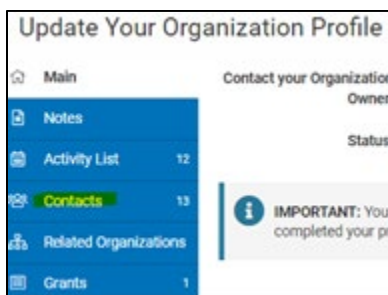 Update Your Organization Profile
Main
Contact your Organization
Owner
Status
Notes
Activity List 12
Contacts 13
Related Organizations
Grants 1
IMPORTANT: You
completed your